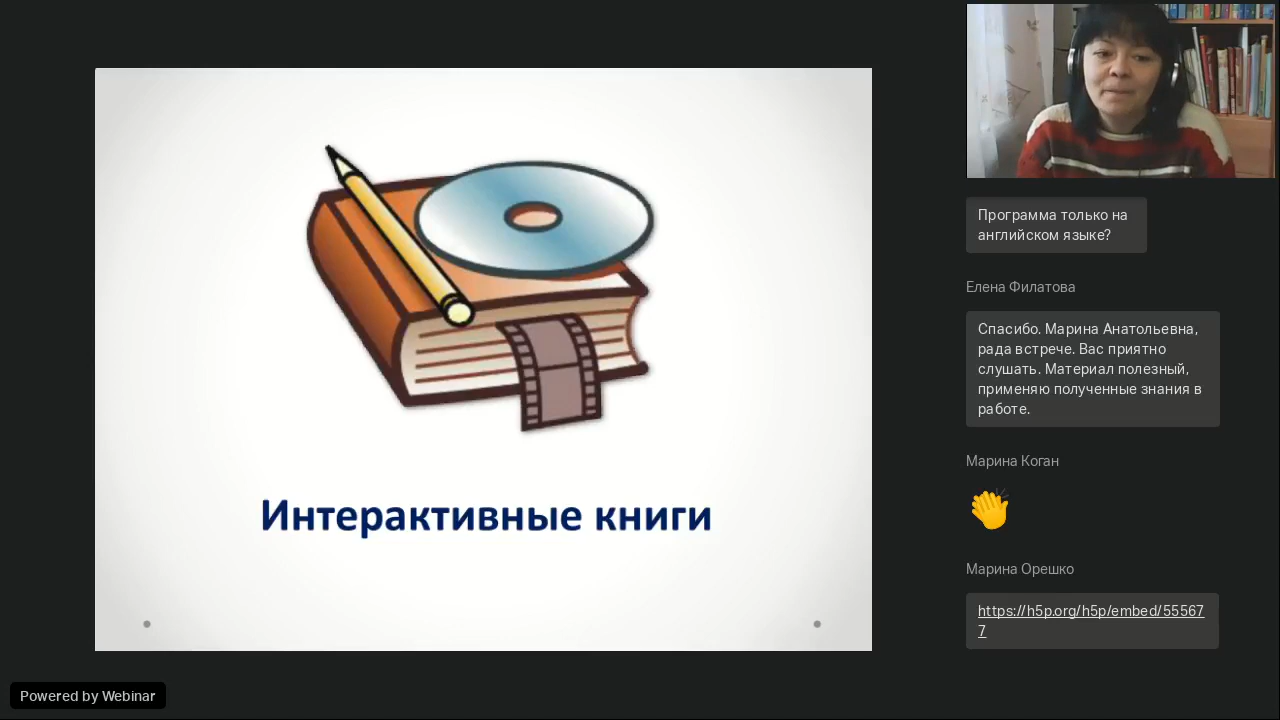 Интерактивные книги
Программа только на
английском языке?
Елена Филатова
Спасибо. Марина Анатольевна,
рада встрече. Вас приятно
слушать. Материал полезный,
применяю полученные знания в
работе.
Марина Коган
Марина Орешко
https://h5p.org/h5p/embed/55567
7
Powered by Webinar